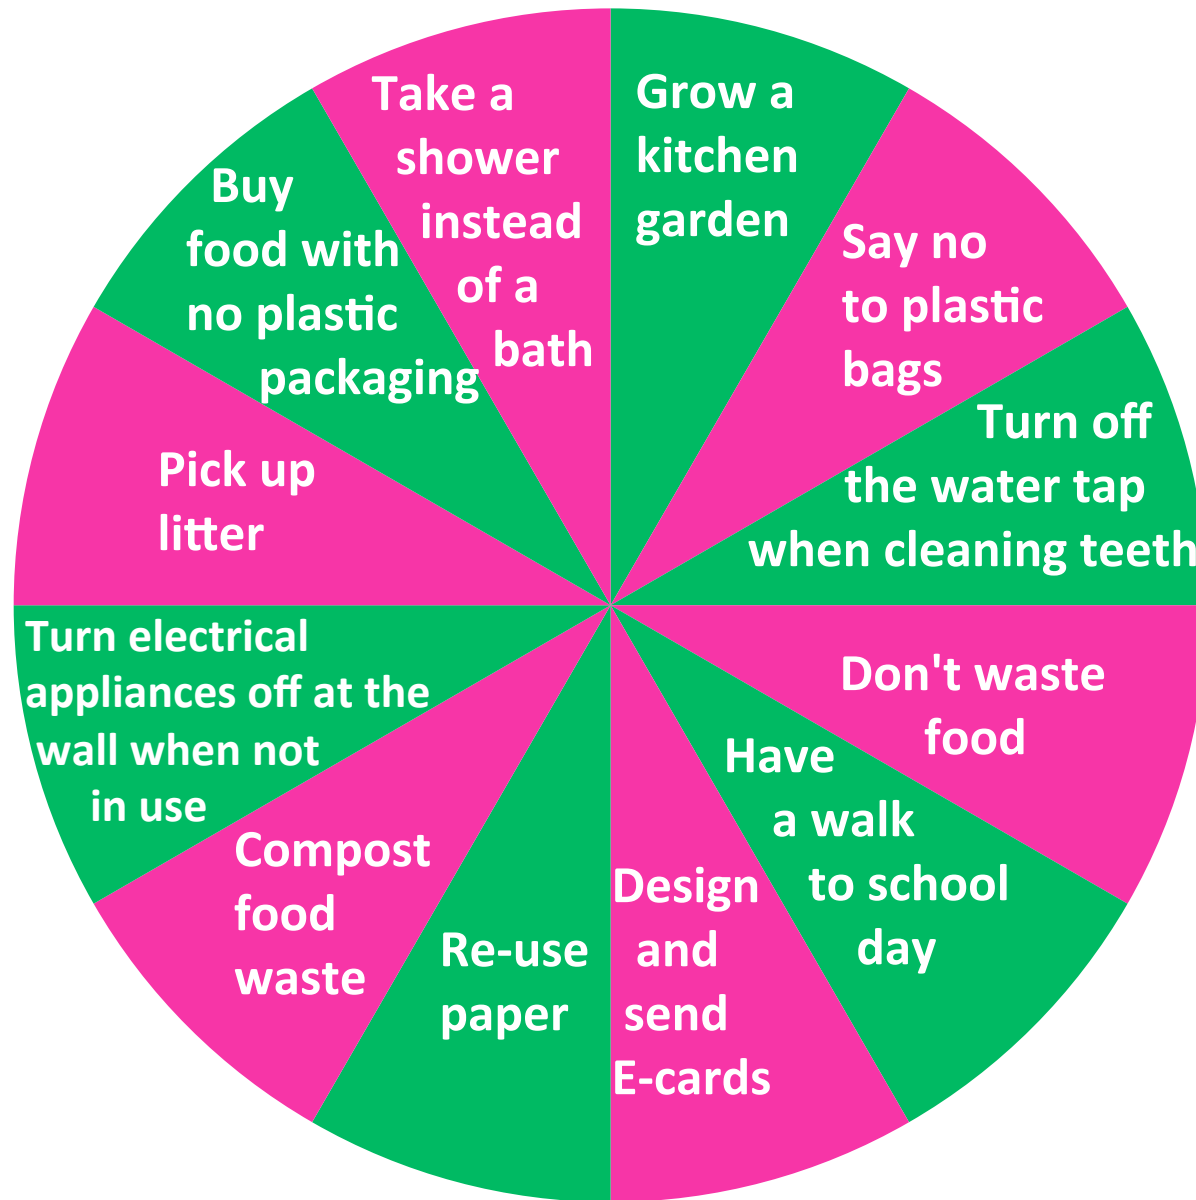 Grow a
kitchen
garden
Say no
to plastic
bags
Turn off
the water tap
when cleaning teeth
Don't waste
food
Have
a walk
to school
day
Design
and
send
E-cards
Re-use
paper
Compost
food
waste
Turn electrical
appliances off at the
wall when not
in use
Pick up
litter
Buy
food with
no plastic
packaging
Take a
shower
instead
of a
bath